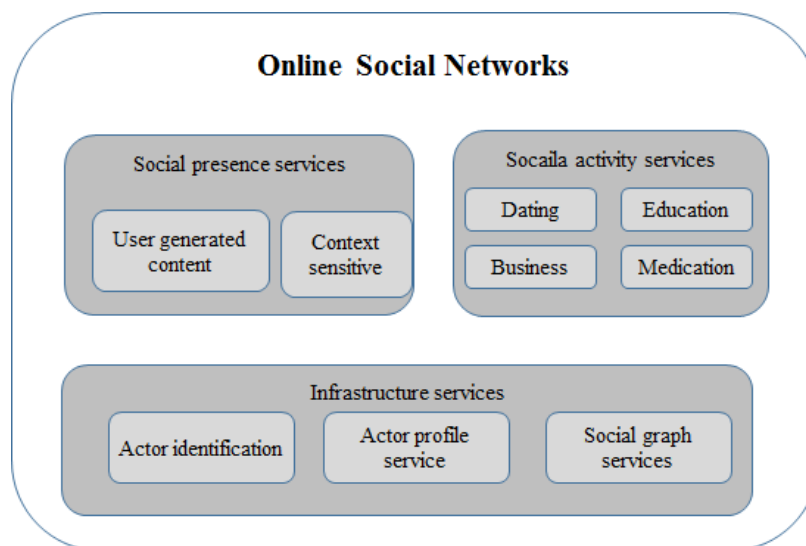 Online Social Networks
Social presence services
User generated
content
Context
sensitive
Socaila activity services
Dating
Education
Business
Medication
Infrastructure services
Actor identification
Actor profile
service
Social graph
services